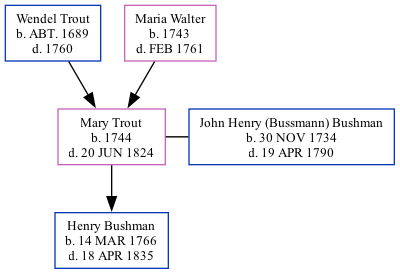 Wendel Trout
b. ABT. 1689
d. 1760
Maria Walter
b. 1743
d. FEB 1761
Mary Trout
b. 1744
d. 20 JUN 1824
John Henry (Bussmann) Bushman
b. 30 NOV 1734
d. 19 APR 1790
Henry Bushman
b. 14 MAR 1766
d. 18 APR 1835